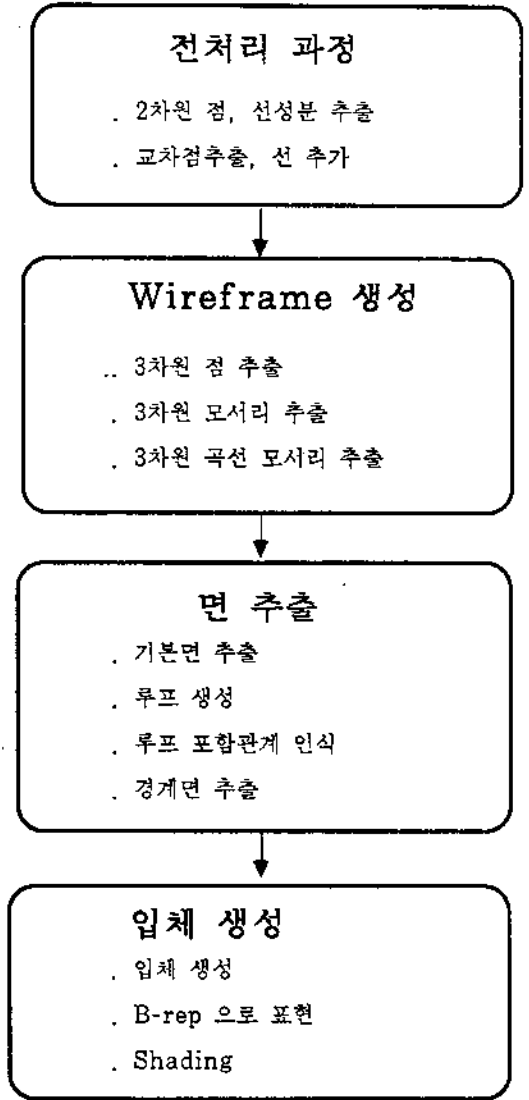 전처리 과정
. 2차원 점, 선성분 추출
. 교차점추출, 선 추가
Wireframe 생성
.. 3차원 점 추출
. 3차원 모서리 추출
. 3차원 곡선 모서리 추출
면 추출
. 기본면 추출
. 루프 생성
. 루프 포함관계 인식
. 경계면 추출
입체 생성
. 입체 생성
. B-rep 으로 표현
. Shading